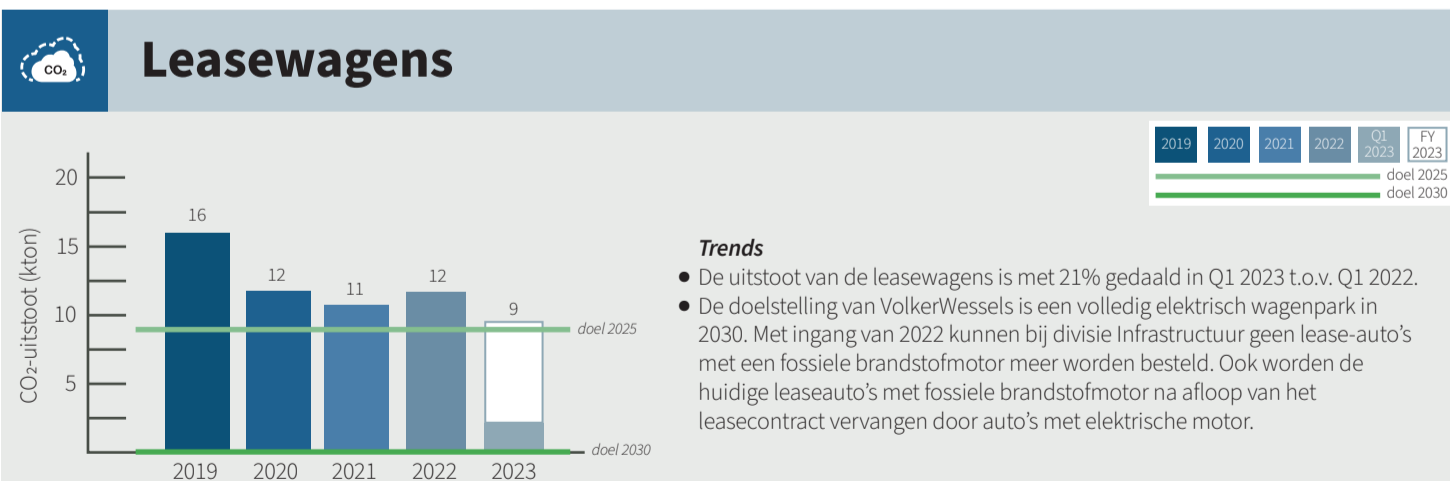 CO₂
Leasewagens
2019 2020 2021 2022 Q1 2023 FY 2023
doel 2025
doel 2030
CO₂-uitstoot (kton)
20
15
10
5
16
12
11
12
9
doel 2025
doel 2030
2019 2020 2021 2022 2023
Trends
● De uitstoot van de leasewagens is met 21% gedaald in Q1 2023 t.o.v. Q1 2022.
● De doelstelling van VolkerWessels is een volledig elektrisch wagenpark in
2030. Met ingang van 2022 kunnen bij divisie Infrastructuur geen lease-auto’s
met een fossiele brandstofmotor meer worden besteld. Ook worden de
huidige leaseauto’s met fossiele brandstofmotor na afloop van het
leasecontract vervangen door auto’s met elektrische motor.